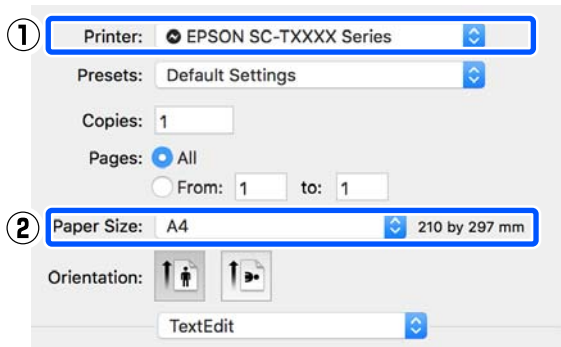 ① Printer: EPSON SC-TXXXX Series
Presets: Default Settings
Copies: 1
Pages: All
From: 1 to: 1
② Paper Size: A4 210 by 297 mm
Orientation:
TextEdit